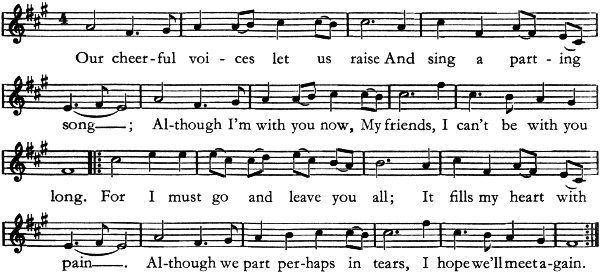 4
Our cheer-ful voi - ces let us raise And sing a part - ing
song——; Al-though I'm with you now, My friends, I can't be with you
long. For I must go and leave you all; It fills my heart with
pain——. Al-though we part per-haps in tears, I hope we'll meet a-gain.